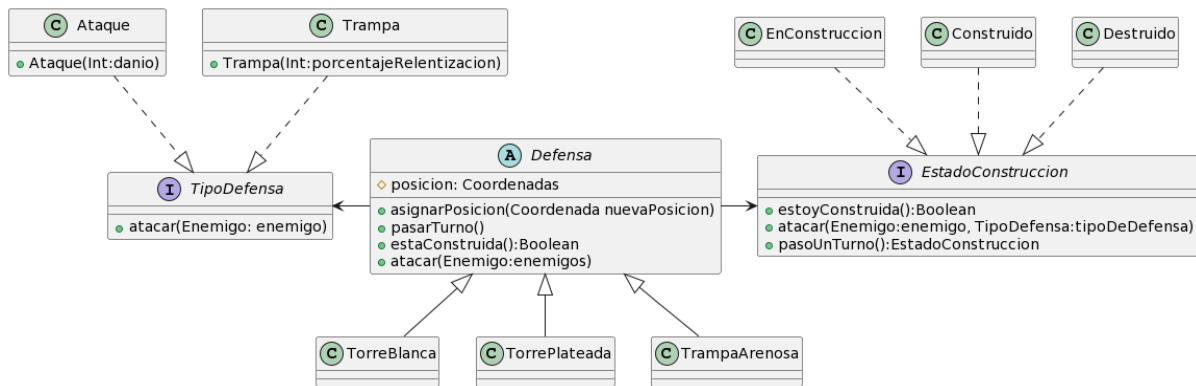 C Ataque
Ataque(Int:danio)
C Trampa
Trampa(Int:porcentajeRelentizacion)
C EnConstruccion
C Construido
C Destruido
I TipoDefensa
atacar(Enemigo: enemigo)
A Defensa
posicion: Coordenadas
asignarPosicion(Coordenada nuevaPosicion)
pasarTurno()
estaConstruida():Boolean
atacar(Enemigo:enemigos)
I EstadoConstruccion
estoyConstruida():Boolean
atacar(Enemigo:enemigo, TipoDefensa:tipoDeDefensa)
pasoUnTurno():EstadoConstruccion
C TorreBlanca
C TorrePlateada
C TrampaArenosa